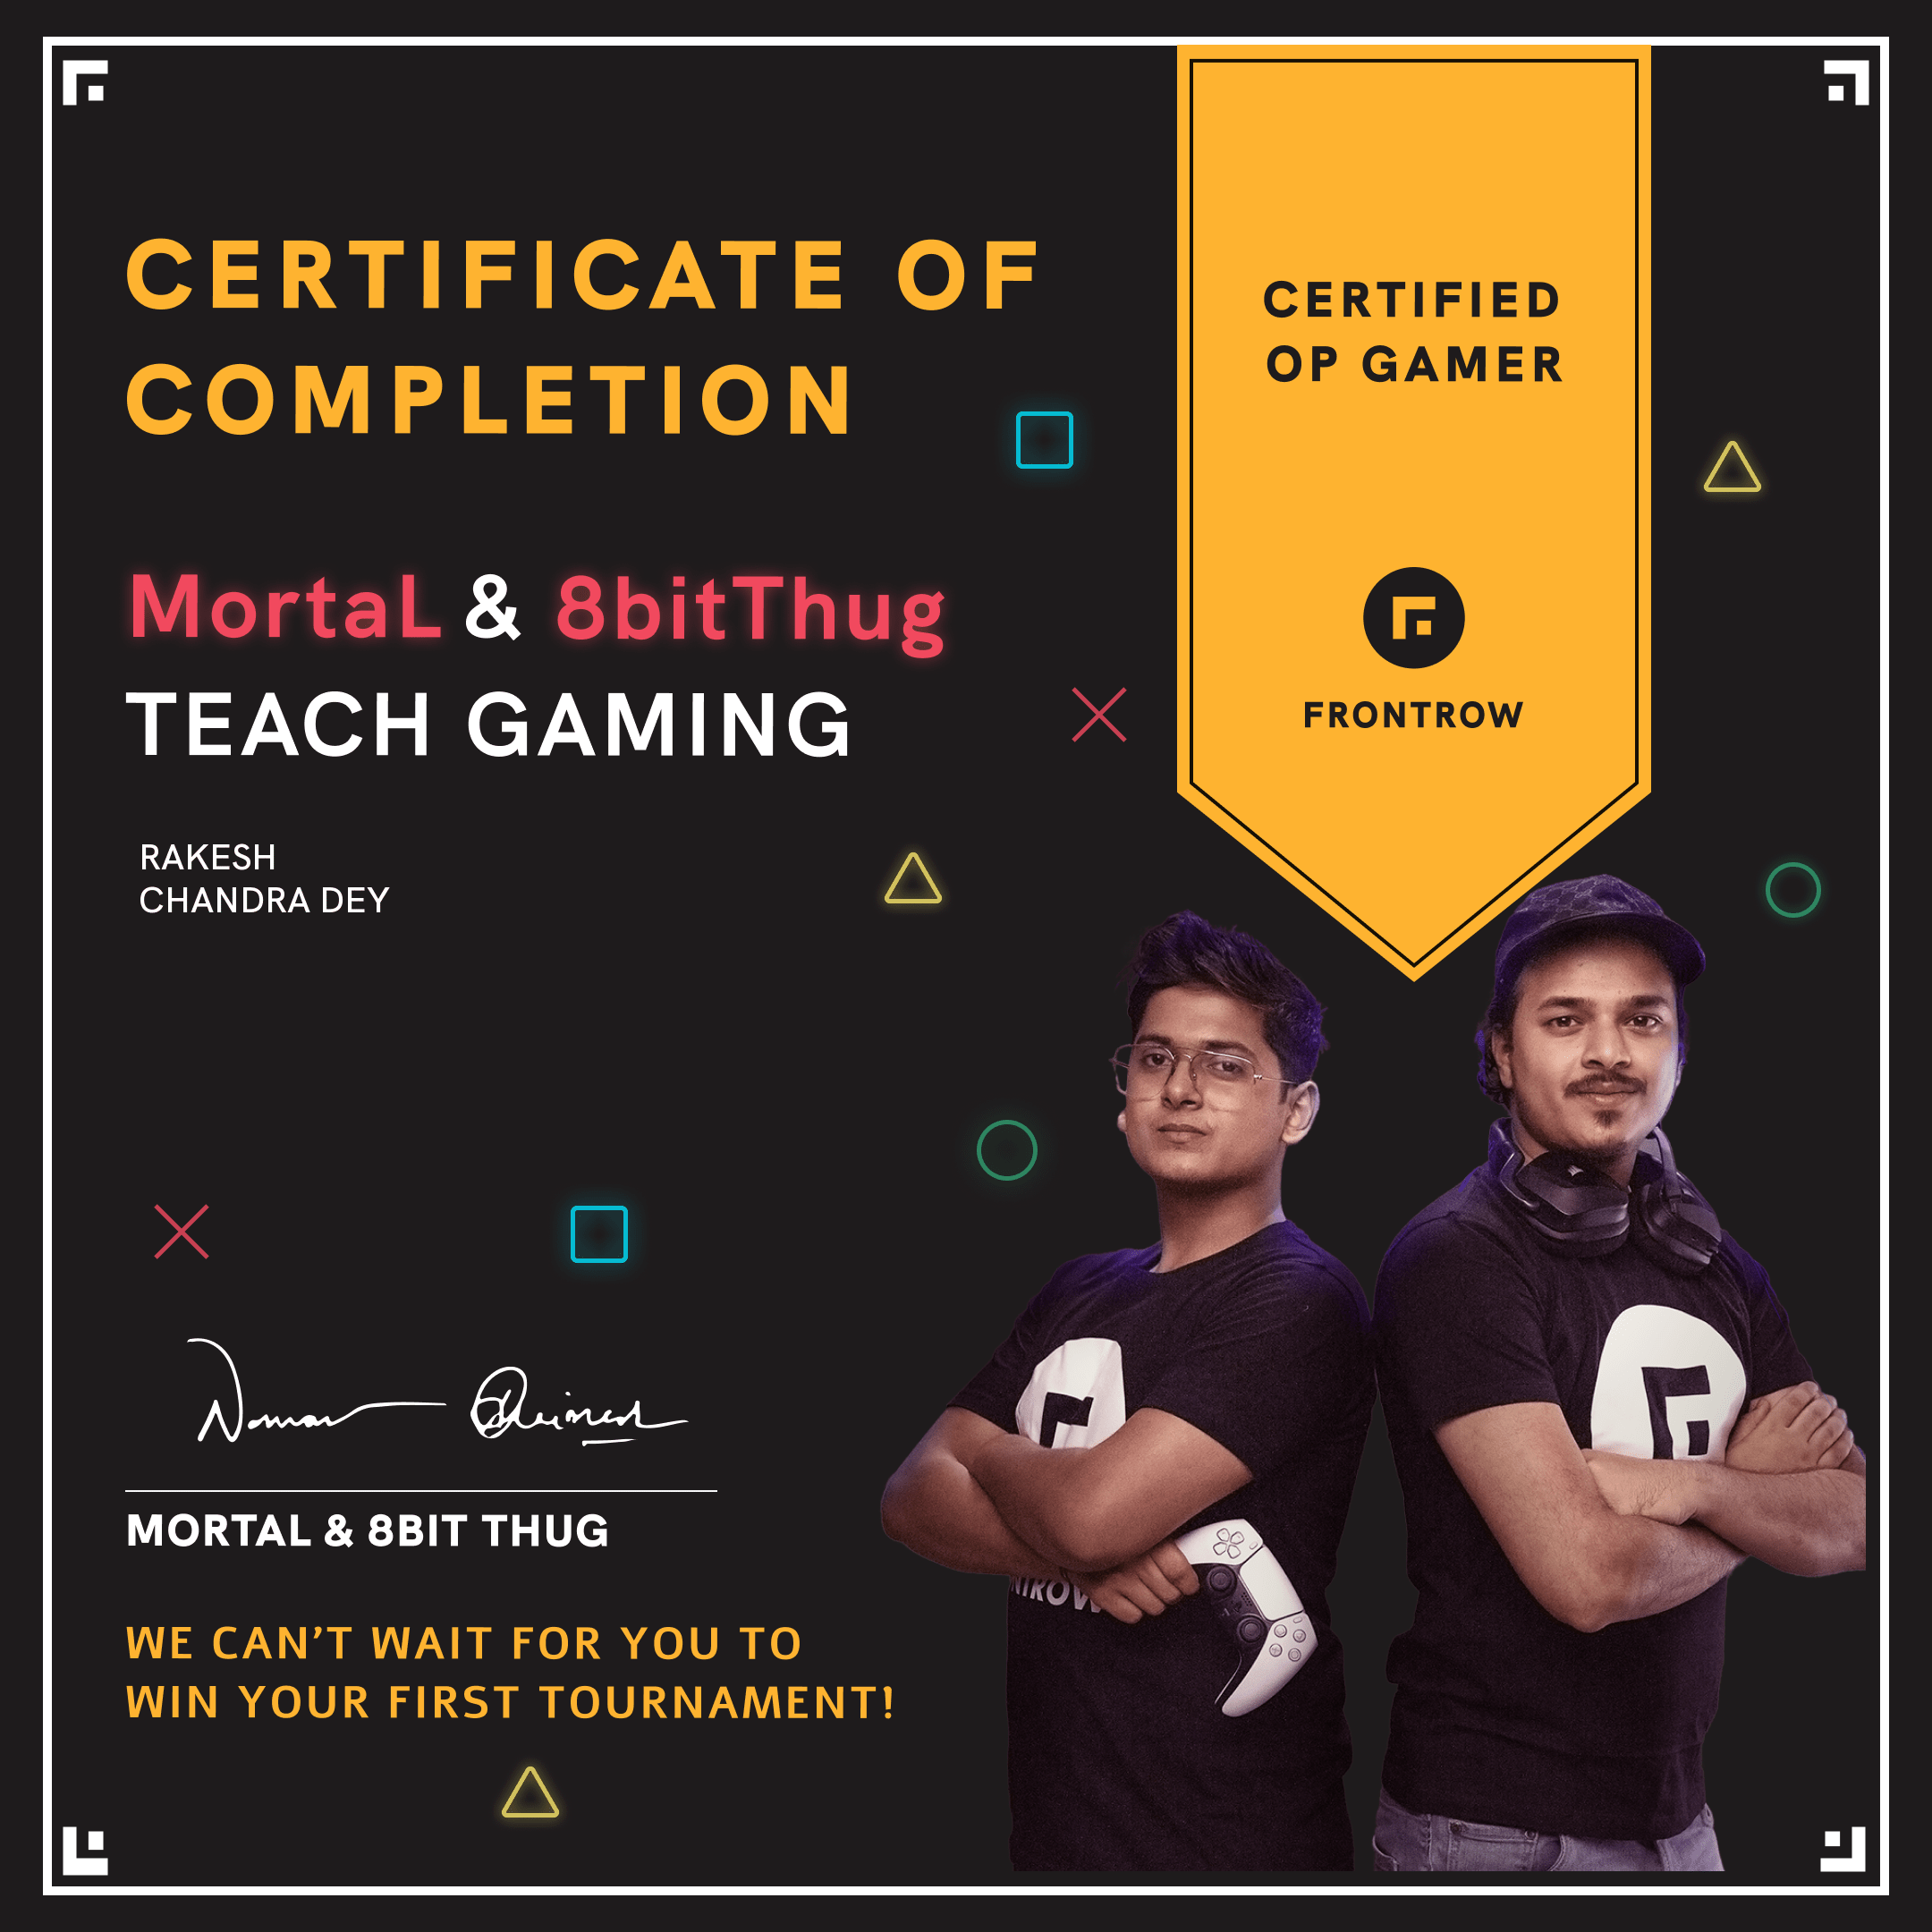 CERTIFICATE OF
COMPLETION
MortaL & 8bitThug
TEACH GAMING
RAKESH
CHANDRA DEY
CERTIFIED
OP GAMER
FRONTROW
MORTAL & 8BIT THUG
WE CAN’T WAIT FOR YOU TO
WIN YOUR FIRST TOURNAMENT!